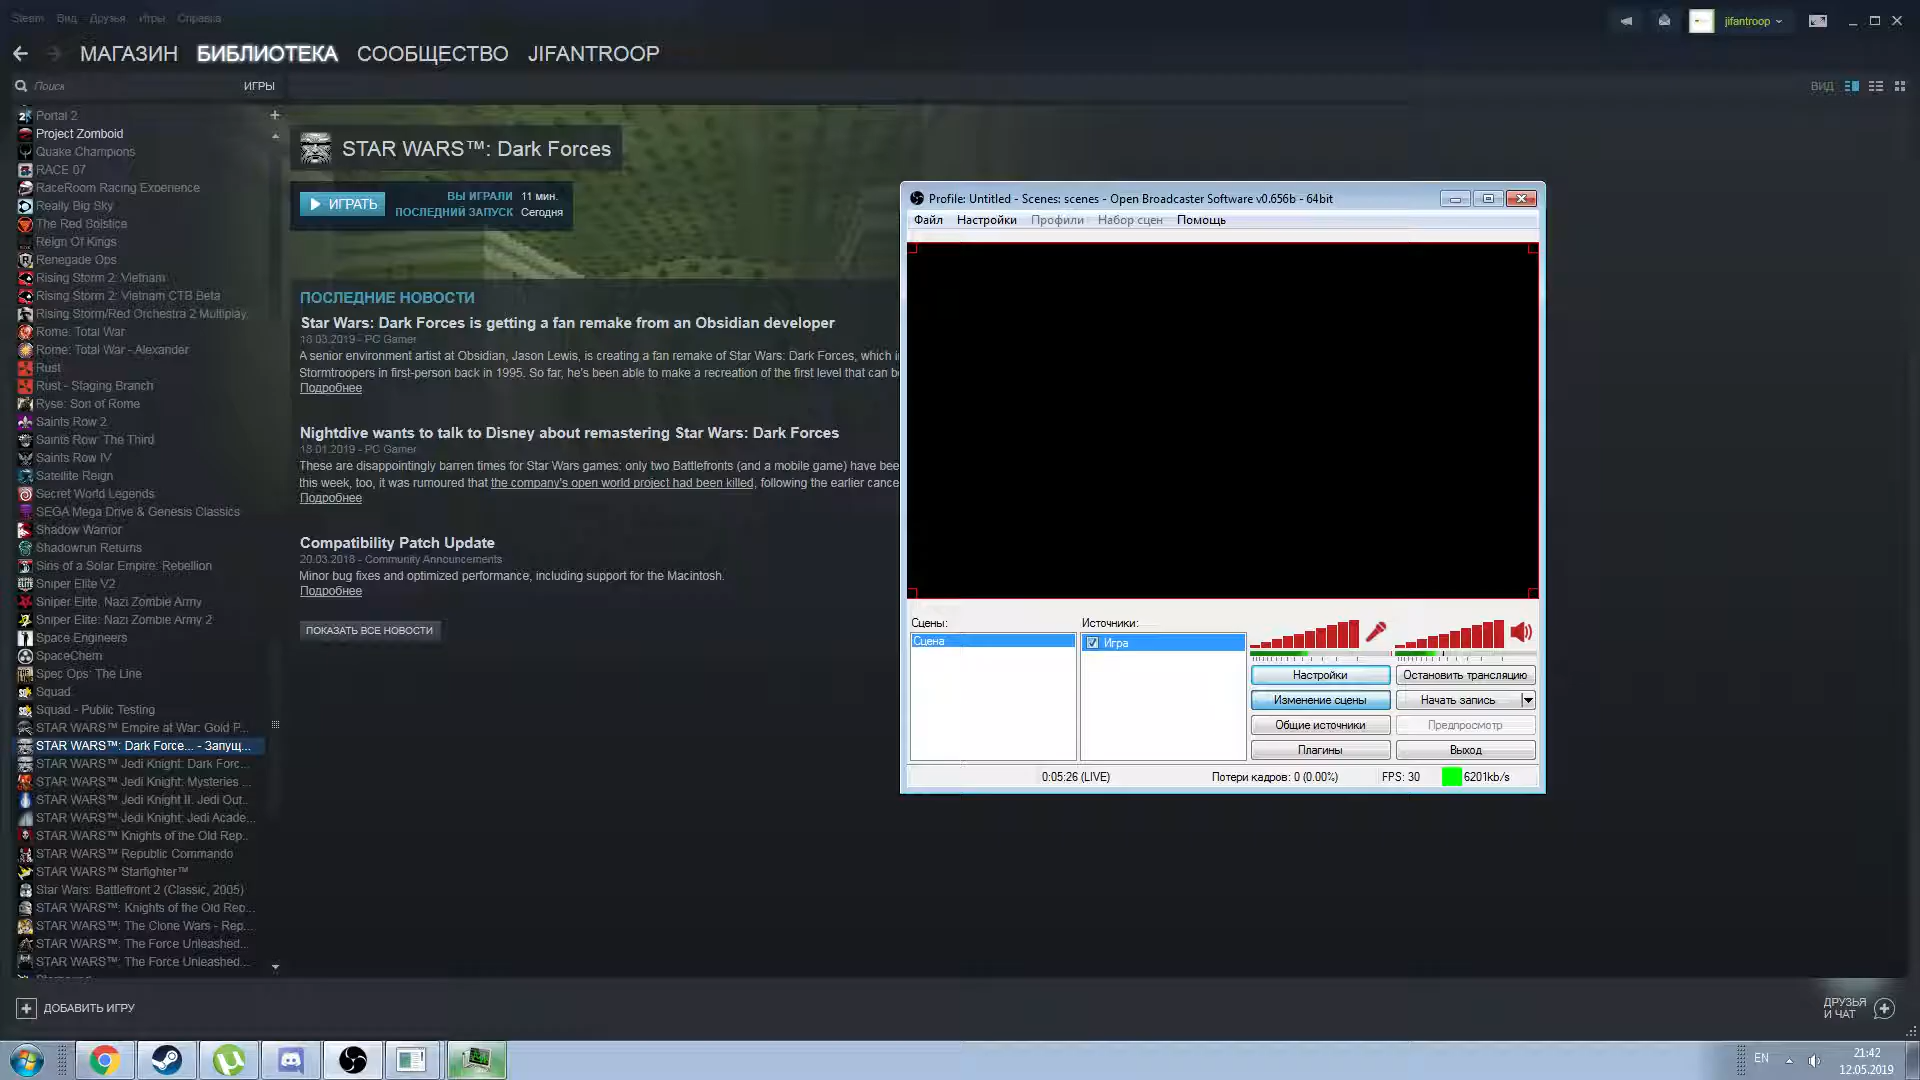 Steam Вид Друзья Игры Справка
jifantroop
МАГАЗИН БИБЛИОТЕКА СООБЩЕСТВО JIFANTROOP
Поиск ИГРЫ ВИД
Portal 2
Project Zomboid
Quake Champions
RACE 07
RaceRoom Racing Experience
Really Big Sky
The Red Solstice
Reign Of Kings
Renegade Ops
Rising Storm 2: Vietnam
Rising Storm 2: Vietnam CTB Beta
Rising Storm/Red Orchestra 2 Multiplay.
Rome: Total War
Rome: Total War - Alexander
Rust
Rust - Staging Branch
Ryse: Son of Rome
Saints Row 2
Saints Row: The Third
Saints Row IV
Satellite Reign
Secret World Legends
SEGA Mega Drive & Genesis Classics
Shadow Warrior
Shadowrun Returns
Sins of a Solar Empire: Rebellion
Sniper Elite V2
Sniper Elite: Nazi Zombie Army
Sniper Elite: Nazi Zombie Army 2
Space Engineers
SpaceChem
Spec Ops: The Line
Squad
Squad - Public Testing
STAR WARS™ Empire at War: Gold P...
STAR WARS™: Dark Force... - Запущ...
STAR WARS™ Jedi Knight: Dark Forc...
STAR WARS™ Jedi Knight: Mysteries ...
STAR WARS™ Jedi Knight II: Jedi Out...
STAR WARS™ Jedi Knight: Jedi Acade...
STAR WARS™ Knights of the Old Rep...
STAR WARS™ Republic Commando
STAR WARS™ Starfighter™
Star Wars: Battlefront 2 (Classic, 2005)
STAR WARS™: Knights of the Old Rep...
STAR WARS™: The Clone Wars - Rep...
STAR WARS™: The Force Unleashed...
STAR WARS™: The Force Unleashed...
ДОБАВИТЬ ИГРУ
STAR WARS™: Dark Forces
ИГРАТЬ
ВЫ ИГРАЛИ 11 мин.
ПОСЛЕДНИЙ ЗАПУСК Сегодня
ПОСЛЕДНИЕ НОВОСТИ
Star Wars: Dark Forces is getting a fan remake from an Obsidian developer
18.03.2019 - PC Gamer
A senior environment artist at Obsidian, Jason Lewis, is creating a fan remake of Star Wars: Dark Forces, which
Stormtroopers in first-person back in 1995. So far, he's been able to make a recreation of the first level that can
Подробнее
Nightdive wants to talk to Disney about remastering Star Wars: Dark Forces
18.01.2019 - PC Gamer
These are disappointingly barren times for Star Wars games: only two Battlefronts (and a mobile game) have
this week, too, it was rumoured that the company's open world project had been killed, following the earlier
Подробнее
Compatibility Patch Update
20.03.2018 - Community Announcements
Minor bug fixes and optimized performance, including support for the Macintosh.
Подробнее
ПОКАЗАТЬ ВСЕ НОВОСТИ
Profile: Untitled - Scenes: scenes - Open Broadcaster Software v0.656b - 64bit
Файл Настройки Профили Набор сцен Помощь
Сцены: Источники:
Сцена
Игра
Настройки Остановить трансляцию
Изменение сцены Начать запись
Общие источники Предпросмотр
Плагины Выход
0:05:26 (LIVE) Потери кадров: 0 (0.00%) FPS: 30 6201kb/s
ДРУЗЬЯ
И ЧАТ
EN
21:42
12.05.2019